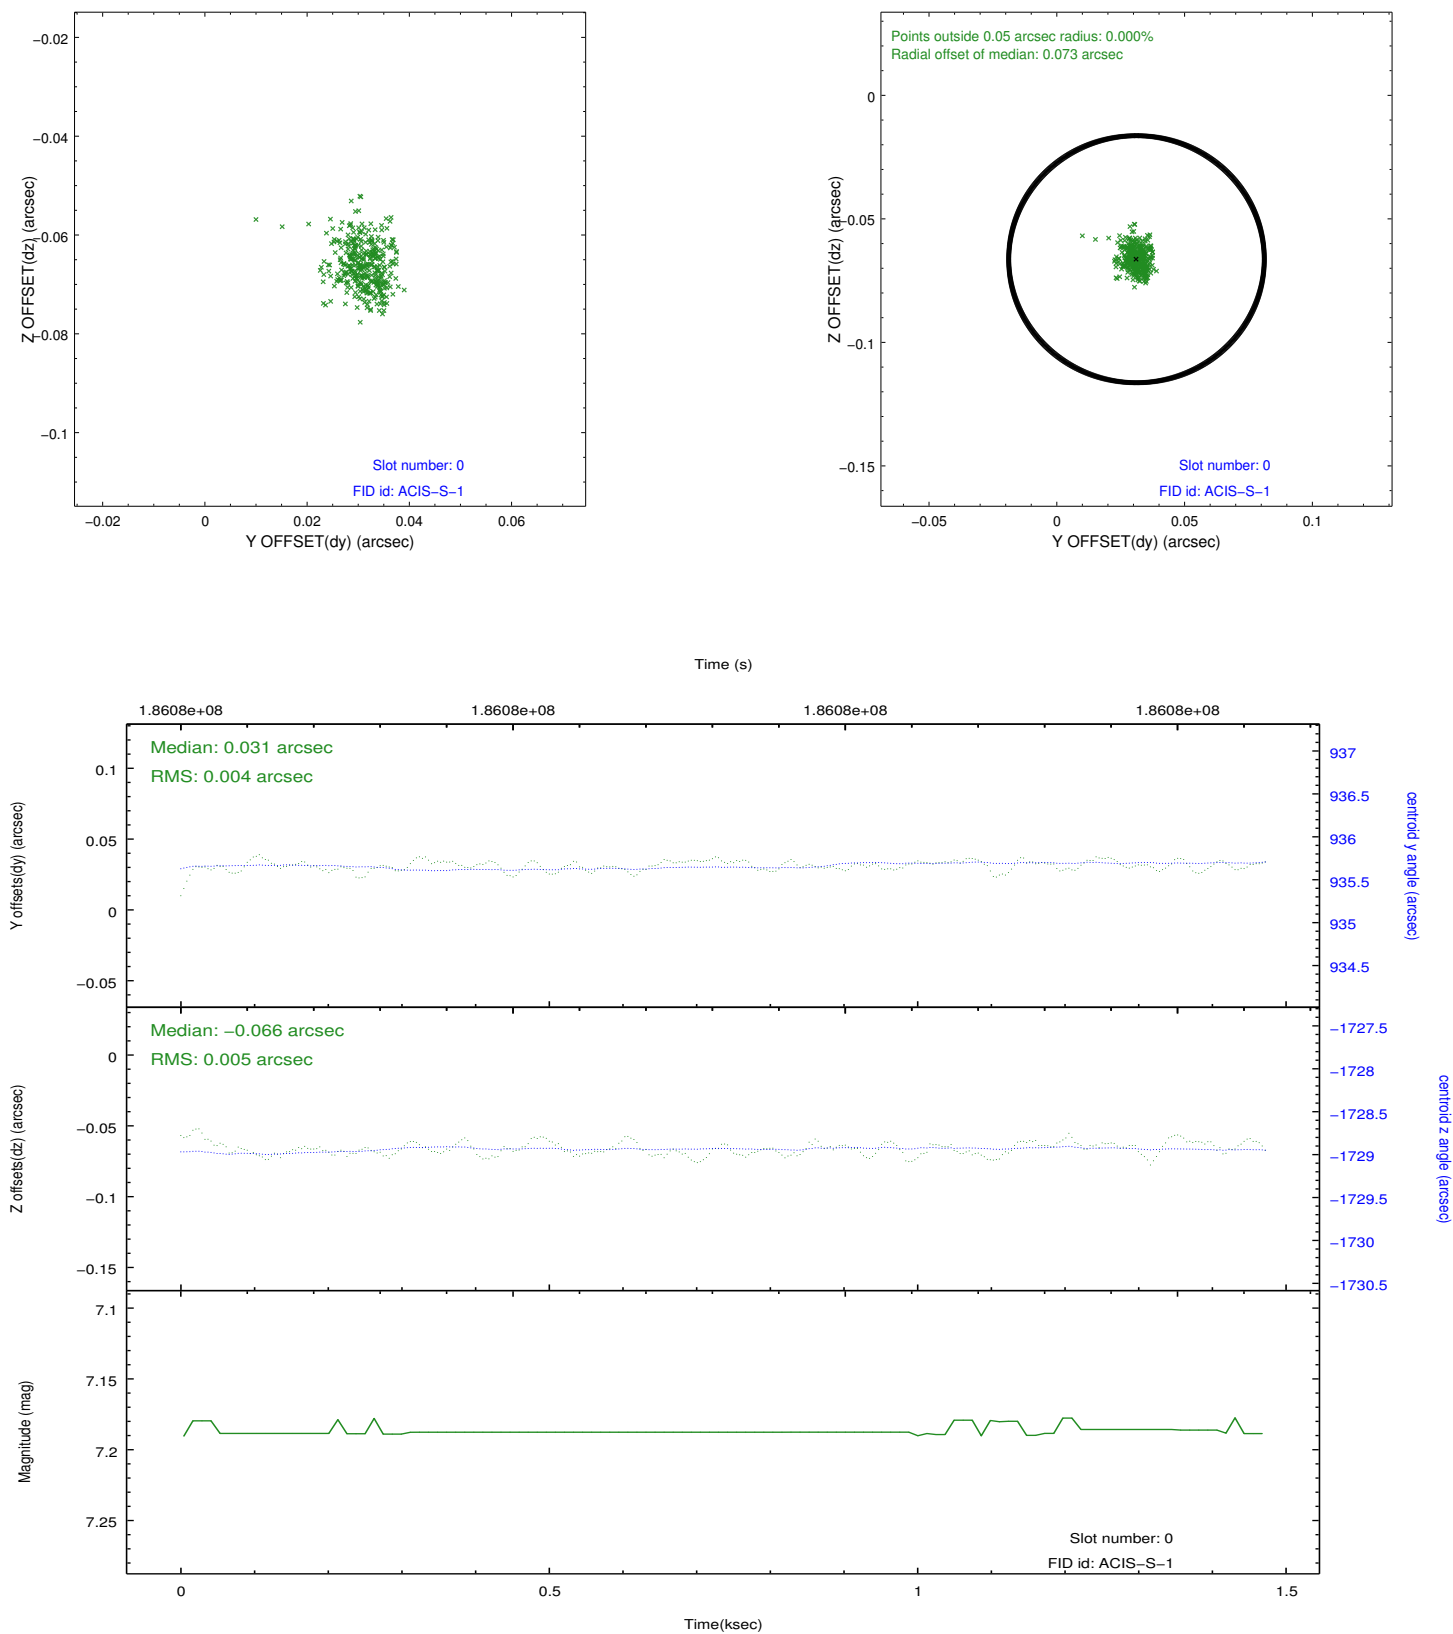 −0.02
−0.04
−0.06
−0.08
−0.1
Z OFFSET(dz) (arcsec)
Slot number: 0
FID id: ACIS−S−1
−0.02
0
0.02
0.04
0.06
Y OFFSET(dy) (arcsec)
Points outside 0.05 arcsec radius: 0.000%
Radial offset of median: 0.073 arcsec
0
−0.05
−0.1
−0.15
Z OFFSET(dz) (arcsec)
Slot number: 0
FID id: ACIS−S−1
−0.05
0
0.05
0.1
Y OFFSET(dy) (arcsec)
Time (s)
1.8608e+08
1.8608e+08
1.8608e+08
1.8608e+08
Median: 0.031 arcsec
RMS: 0.004 arcsec
0.1
0.05
0
−0.05
Y offsets(dy) (arcsec)
937
936.5
936
935.5
935
934.5
centroid y angle (arcsec)
Median: −0.066 arcsec
RMS: 0.005 arcsec
0
−0.05
−0.1
−0.15
Z offsets(dz) (arcsec)
−1727.5
−1728
−1728.5
−1729
−1729.5
−1730
−1730.5
centroid z angle (arcsec)
7.1
7.15
7.2
7.25
Magnitude (mag)
Slot number: 0
FID id: ACIS−S−1
0
0.5
1
1.5
Time(ksec)